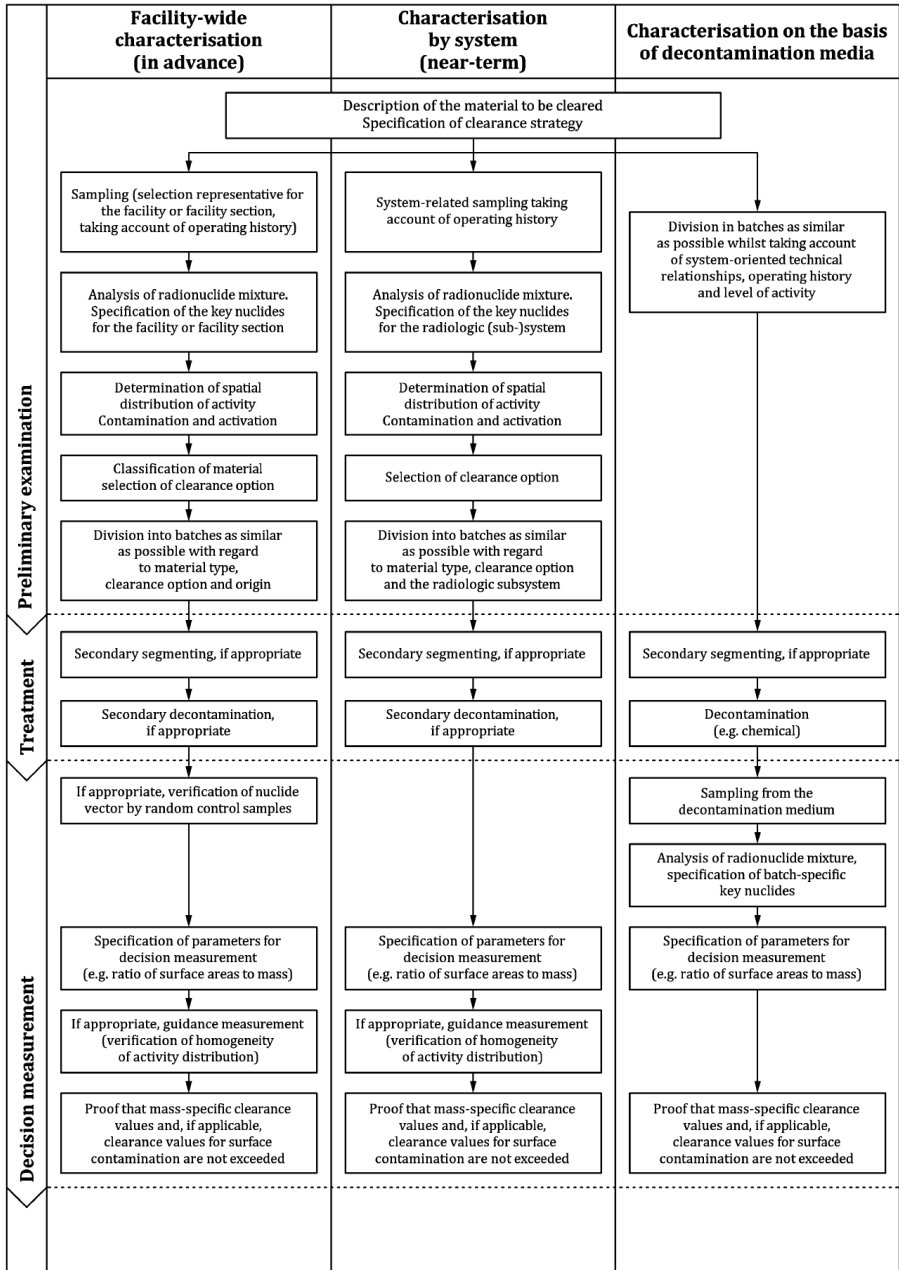 Facility-wide
characterisation
(in advance)
Characterisation
by system
(near-term)
Characterisation on the basis
of decontamination media
Description of the material to be cleared
Specification of clearance strategy
Preliminary examination
Sampling (selection representative for
the facility or facility section,
taking account of operating history)
System-related sampling taking
account of operating history
Division in batches as similar
as possible whilst taking account
of system-oriented technical
relationships, operating history
and level of activity
Analysis of radionuclide mixture.
Specification of the key nuclides
for the facility or facility section
Analysis of radionuclide mixture.
Specification of the key nuclides
for the radiologic (sub-)system
Determination of spatial
distribution of activity
Contamination and activation
Determination of spatial
distribution of activity
Contamination and activation
Classification of material
selection of clearance option
Selection of clearance option
Division into batches as similar
as possible with regard
to material type,
clearance option and origin
Division into batches as similar
as possible with regard
to material type, clearance option
and the radiologic subsystem
Treatment
Secondary segmenting, if appropriate
Secondary segmenting, if appropriate
Secondary segmenting, if appropriate
Secondary decontamination,
if appropriate
Secondary decontamination,
if appropriate
Decontamination
(e.g. chemical)
Decision measurement
If appropriate, verification of nuclide
vector by random control samples
Sampling from the
decontamination medium
Analysis of radionuclide mixture,
specification of batch-specific
key nuclides
Specification of parameters for
decision measurement
(e.g. ratio of surface areas to mass)
Specification of parameters for
decision measurement
(e.g. ratio of surface areas to mass)
Specification of parameters for
decision measurement
(e.g. ratio of surface areas to mass)
If appropriate, guidance measurement
(verification of homogeneity
of activity distribution)
If appropriate, guidance measurement
(verification of homogeneity
of activity distribution)
Proof that mass-specific clearance
values and, if applicable,
clearance values for surface
contamination are not exceeded
Proof that mass-specific clearance
values and, if applicable,
clearance values for surface
contamination are not exceeded
Proof that mass-specific clearance
values and, if applicable,
clearance values for surface
contamination are not exceeded